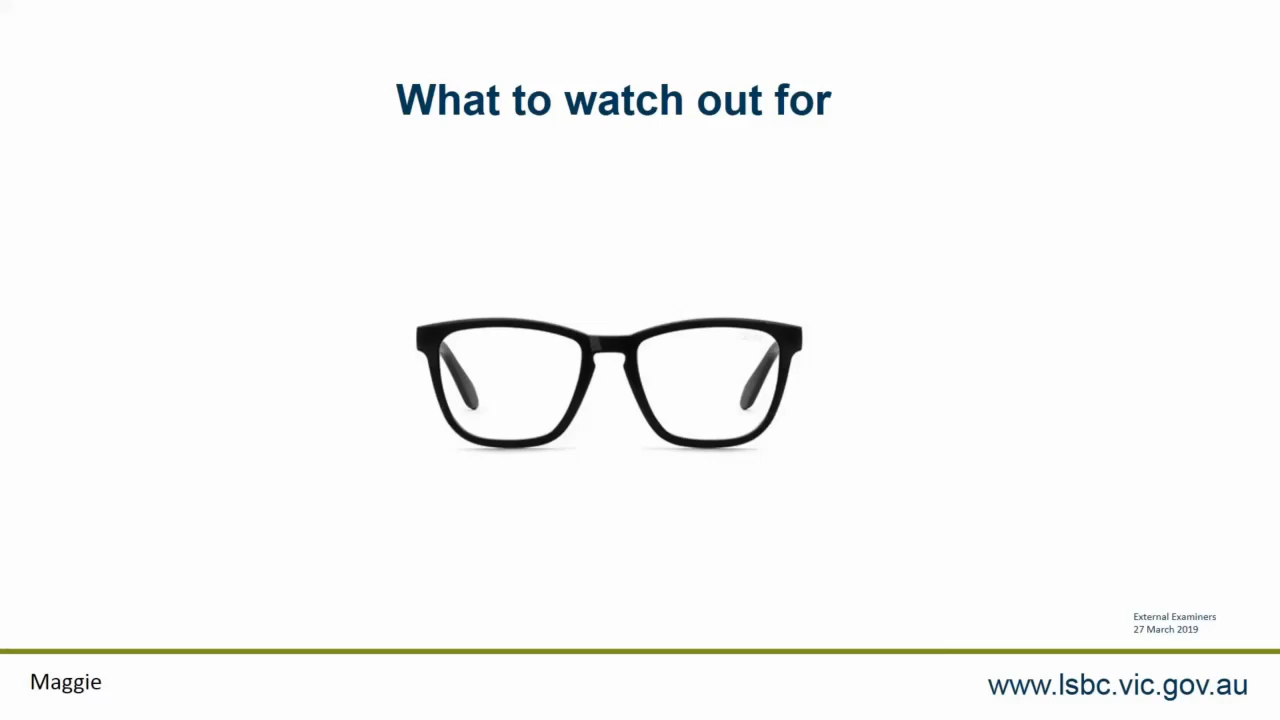 What to watch out for
External Examiners
27 March 2019
Maggie
www.lsbc.vic.gov.au